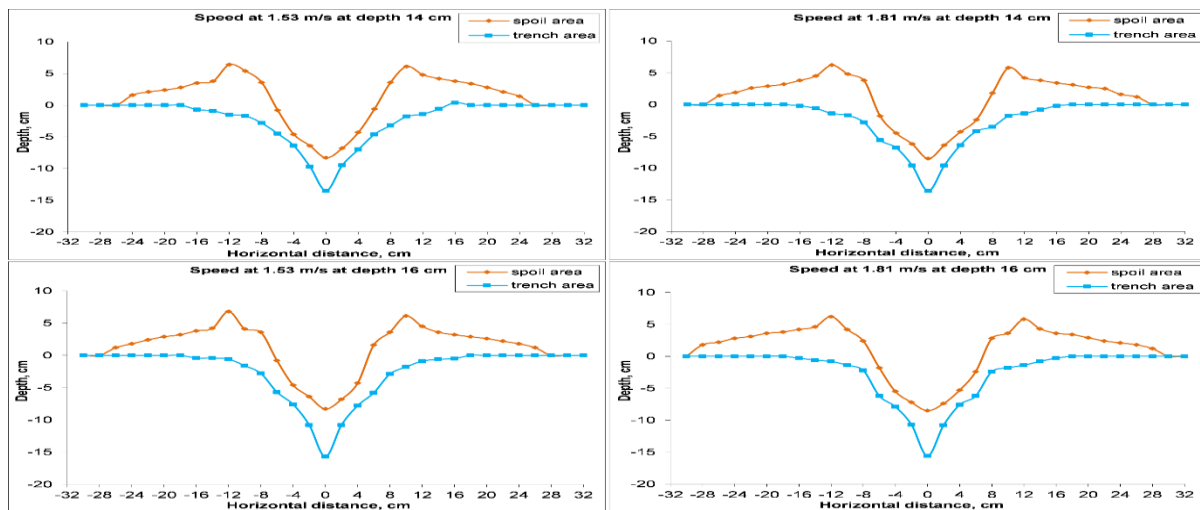 Speed at 1.53 m/s at depth 14 cm
spoil area
trench area
10
5
0
-5
-10
-15
-20
Depth, cm
-32 -28 -24 -20 -16 -12 -8 -4 0 4 8 12 16 20 24 28 32
Horizontal distance, cm
Speed at 1.81 m/s at depth 14 cm
spoil area
trench area
10
5
0
-5
-10
-15
-20
Depth, cm
-32 -28 -24 -20 -16 -12 -8 -4 0 4 8 12 16 20 24 28 32
Horizontal distance, cm
Speed at 1.53 m/s at depth 16 cm
spoil area
trench area
10
5
0
-5
-10
-15
-20
Depth, cm
-32 -28 -24 -20 -16 -12 -8 -4 0 4 8 12 16 20 24 28 32
Horizontal distance, cm
Speed at 1.81 m/s at depth 16 cm
spoil area
trench area
10
5
0
-5
-10
-15
-20
Depth, cm
-32 -28 -24 -20 -16 -12 -8 -4 0 4 8 12 16 20 24 28 32
Horizontal distance, cm